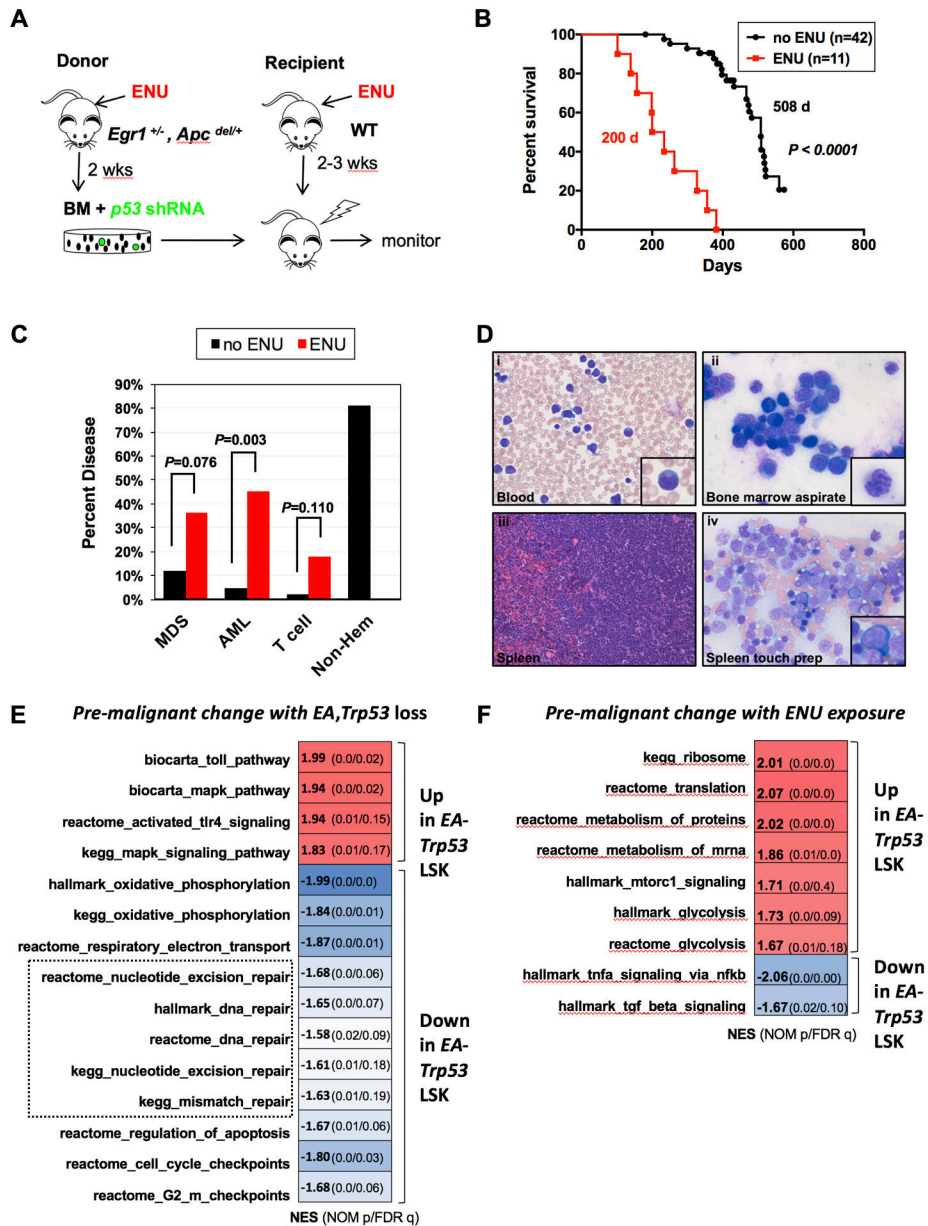 A
Donor
Recipient
ENU
ENU
Egr1 +/-, Apc del/+
WT
2 wks
2-3 wks
BM + p53 shRNA
monitor
B
no ENU (n=42)
ENU (n=11)
508 d
200 d
P < 0.0001
Percent survival
100
80
60
40
20
0
0 200 400 600 800
Days
C
no ENU ENU
Percent Disease
90%
80%
70%
60%
50%
40%
30%
20%
10%
0%
P=0.076
P=0.003
P=0.110
MDS AML T cell Non-Hem
D
i
Blood
ii
Bone marrow aspirate
iii
Spleen
iv
Spleen touch prep
E Pre-malignant change with EA,Trp53 loss
biocarta_toll_pathway 1.99 (0.0/0.02)
biocarta_mapk_pathway 1.94 (0.0/0.02)
reactome_activated_tlr4_signaling 1.94 (0.01/0.15)
kegg_mapk_signaling_pathway 1.83 (0.01/0.17)
Up
in EA-
Trp53
LSK
hallmark_oxidative_phosphorylation -1.99 (0.0/0.0)
kegg_oxidative_phosphorylation -1.84 (0.0/0.01)
reactome_respiratory_electron_transport -1.87 (0.0/0.01)
reactome_nucleotide_excision_repair -1.68 (0.0/0.06)
hallmark_dna_repair -1.65 (0.0/0.07)
reactome_dna_repair -1.58 (0.02/0.09)
kegg_nucleotide_excision_repair -1.61 (0.01/0.18)
kegg_mismatch_repair -1.63 (0.01/0.19)
reactome_regulation_of_apoptosis -1.67 (0.01/0.06)
reactome_cell_cycle_checkpoints -1.80 (0.0/0.03)
reactome_G2_m_checkpoints -1.68 (0.0/0.06)
Down
in EA-
Trp53
LSK
NES (NOM p/FDR q)
F Pre-malignant change with ENU exposure
kegg_ribosome 2.01 (0.0/0.0)
reactome_translation 2.07 (0.0/0.0)
reactome_metabolism_of_proteins 2.02 (0.0/0.0)
reactome_metabolism_of_mrna 1.86 (0.01/0.0)
hallmark_mtorc1_signaling 1.71 (0.0/0.4)
hallmark_glycolysis 1.73 (0.0/0.09)
reactome_glycolysis 1.67 (0.01/0.18)
Up
in EA-
Trp53
LSK
hallmark_tnfa_signaling_via_nfkb -2.06 (0.0/0.00)
hallmark_tgf_beta_signaling -1.67 (0.02/0.10)
Down
in EA-
Trp53
LSK
NES (NOM p/FDR q)